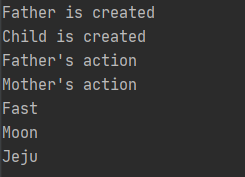 Father is created
Child is created
Father's action
Mother's action
Fast
Moon
Jeju